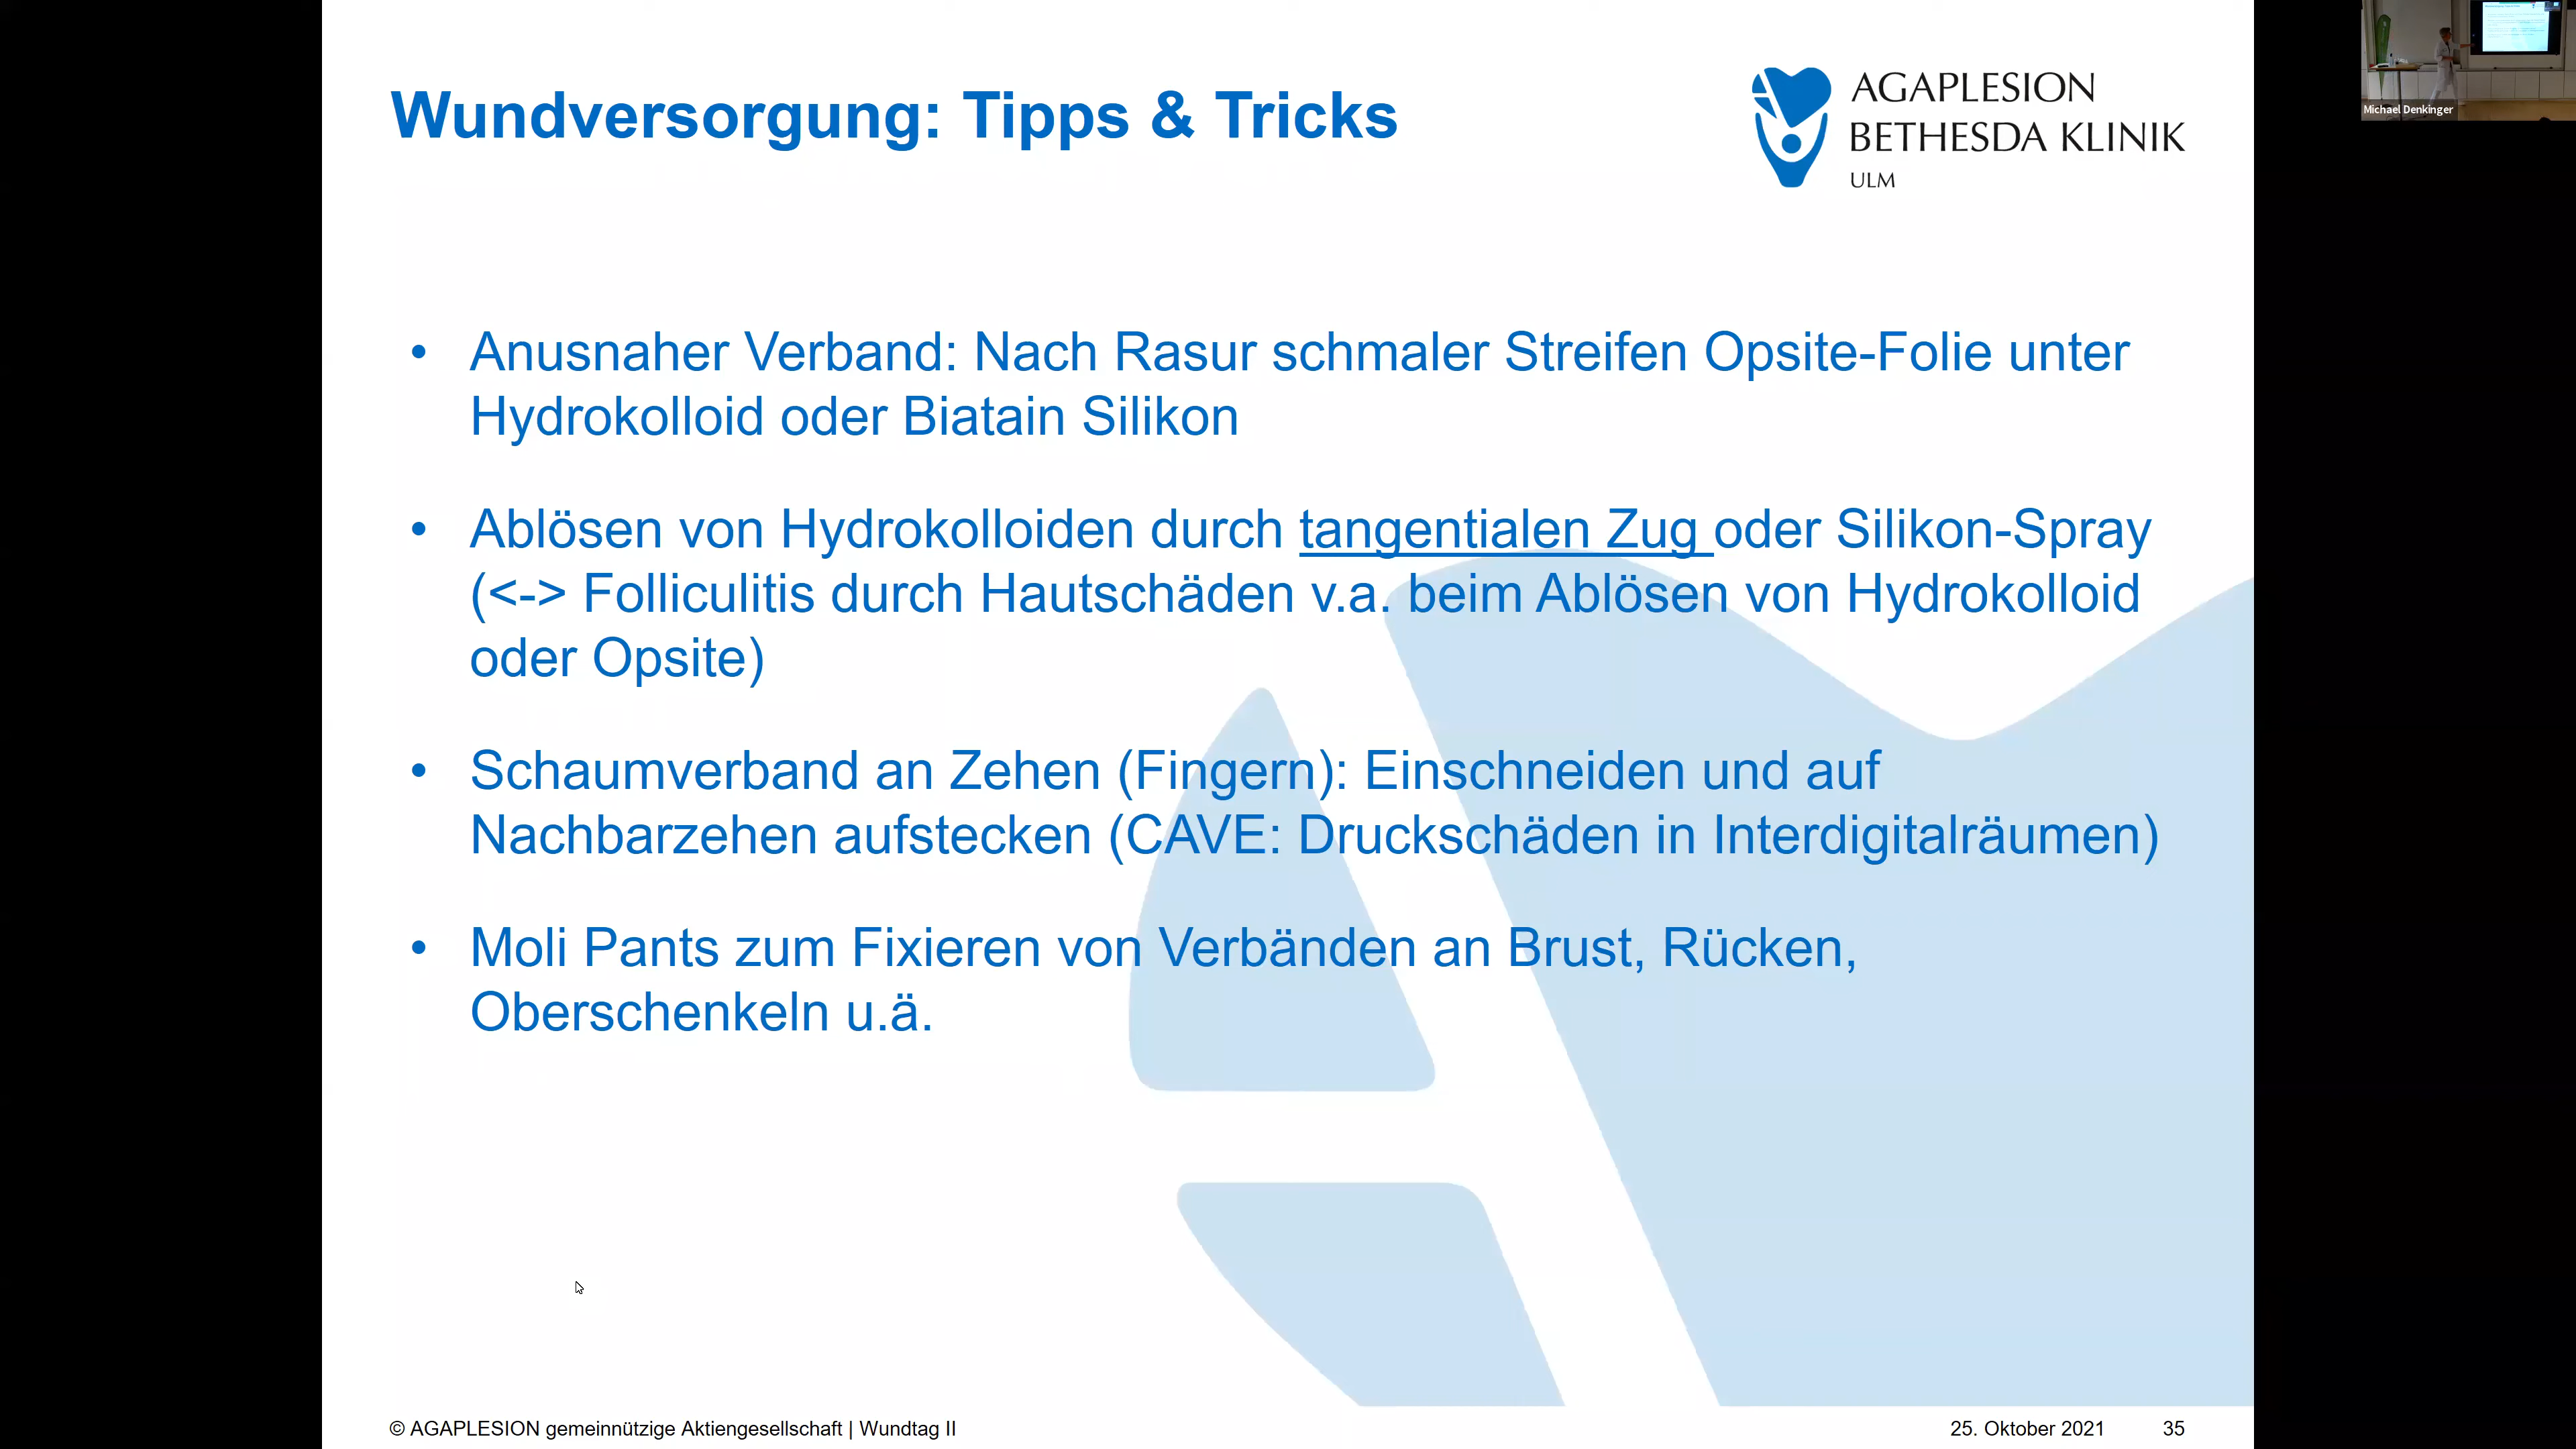 Wundversorgung: Tipps & Tricks
AGAPLESION
BETHESDA KLINIK
ULM
Michael Denkinger
• Anusnaher Verband: Nach Rasur schmaler Streifen Opsite-Folie unter
Hydrokolloid oder Biatain Silikon
• Ablösen von Hydrokolloiden durch tangentialen Zug oder Silikon-Spray
(<-> Folliculitis durch Hautschäden v.a. beim Ablösen von Hydrokolloid
oder Opsite)
• Schaumverband an Zehen (Fingern): Einschneiden und auf
Nachbarzehen aufstecken (CAVE: Druckschäden in Interdigitalräumen)
• Moli Pants zum Fixieren von Verbänden an Brust, Rücken,
Oberschenkeln u.ä.
© AGAPLESION gemeinnützige Aktiengesellschaft | Wundtag II
25. Oktober 2021
35